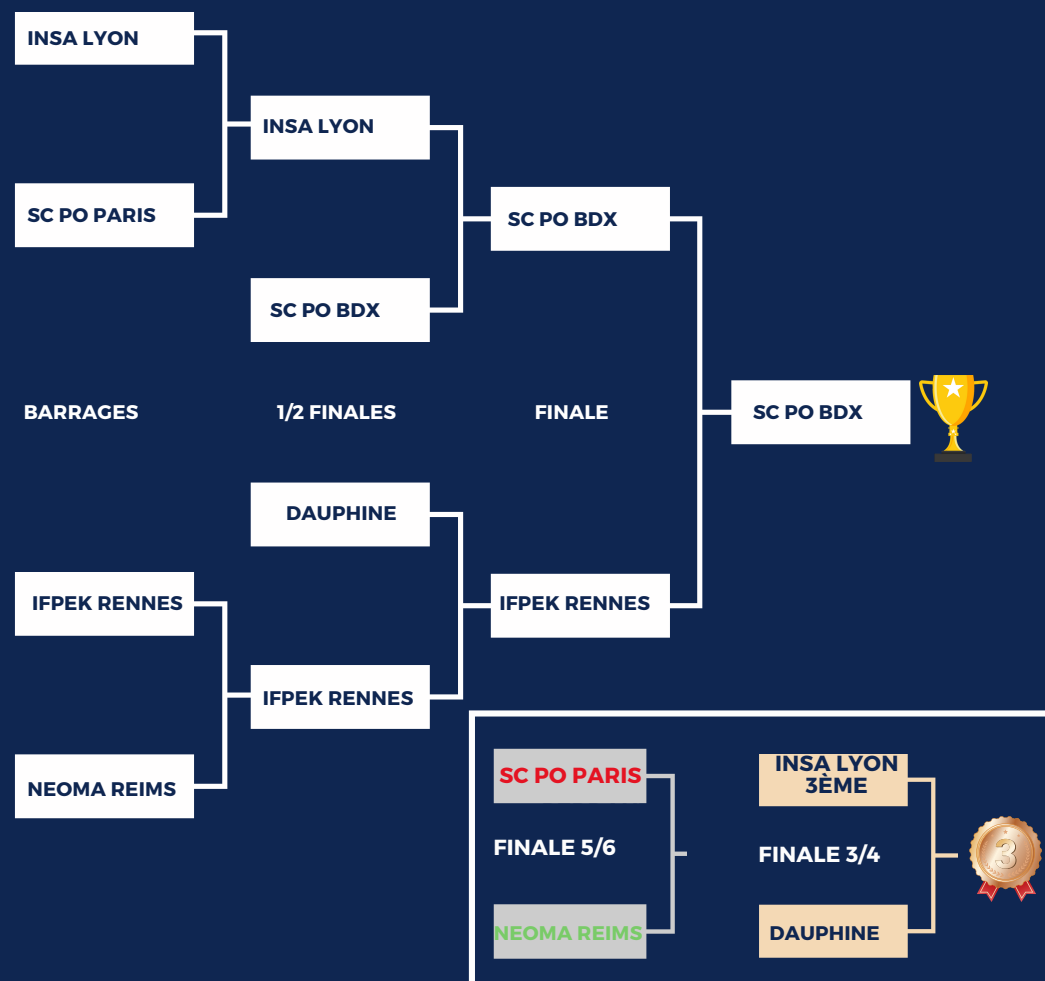 INSA LYON
SC PO PARIS
INSA LYON
SC PO BDX
SC PO BDX
BARRAGES
1/2 FINALES
FINALE
SC PO BDX
DAUPHINE
IFPEK RENNES
IFPEK RENNES
NEOMA REIMS
IFPEK RENNES
SC PO PARIS
FINALE 5/6
NEOMA REIMS
INSA LYON
3ÈME
FINALE 3/4
DAUPHINE
3